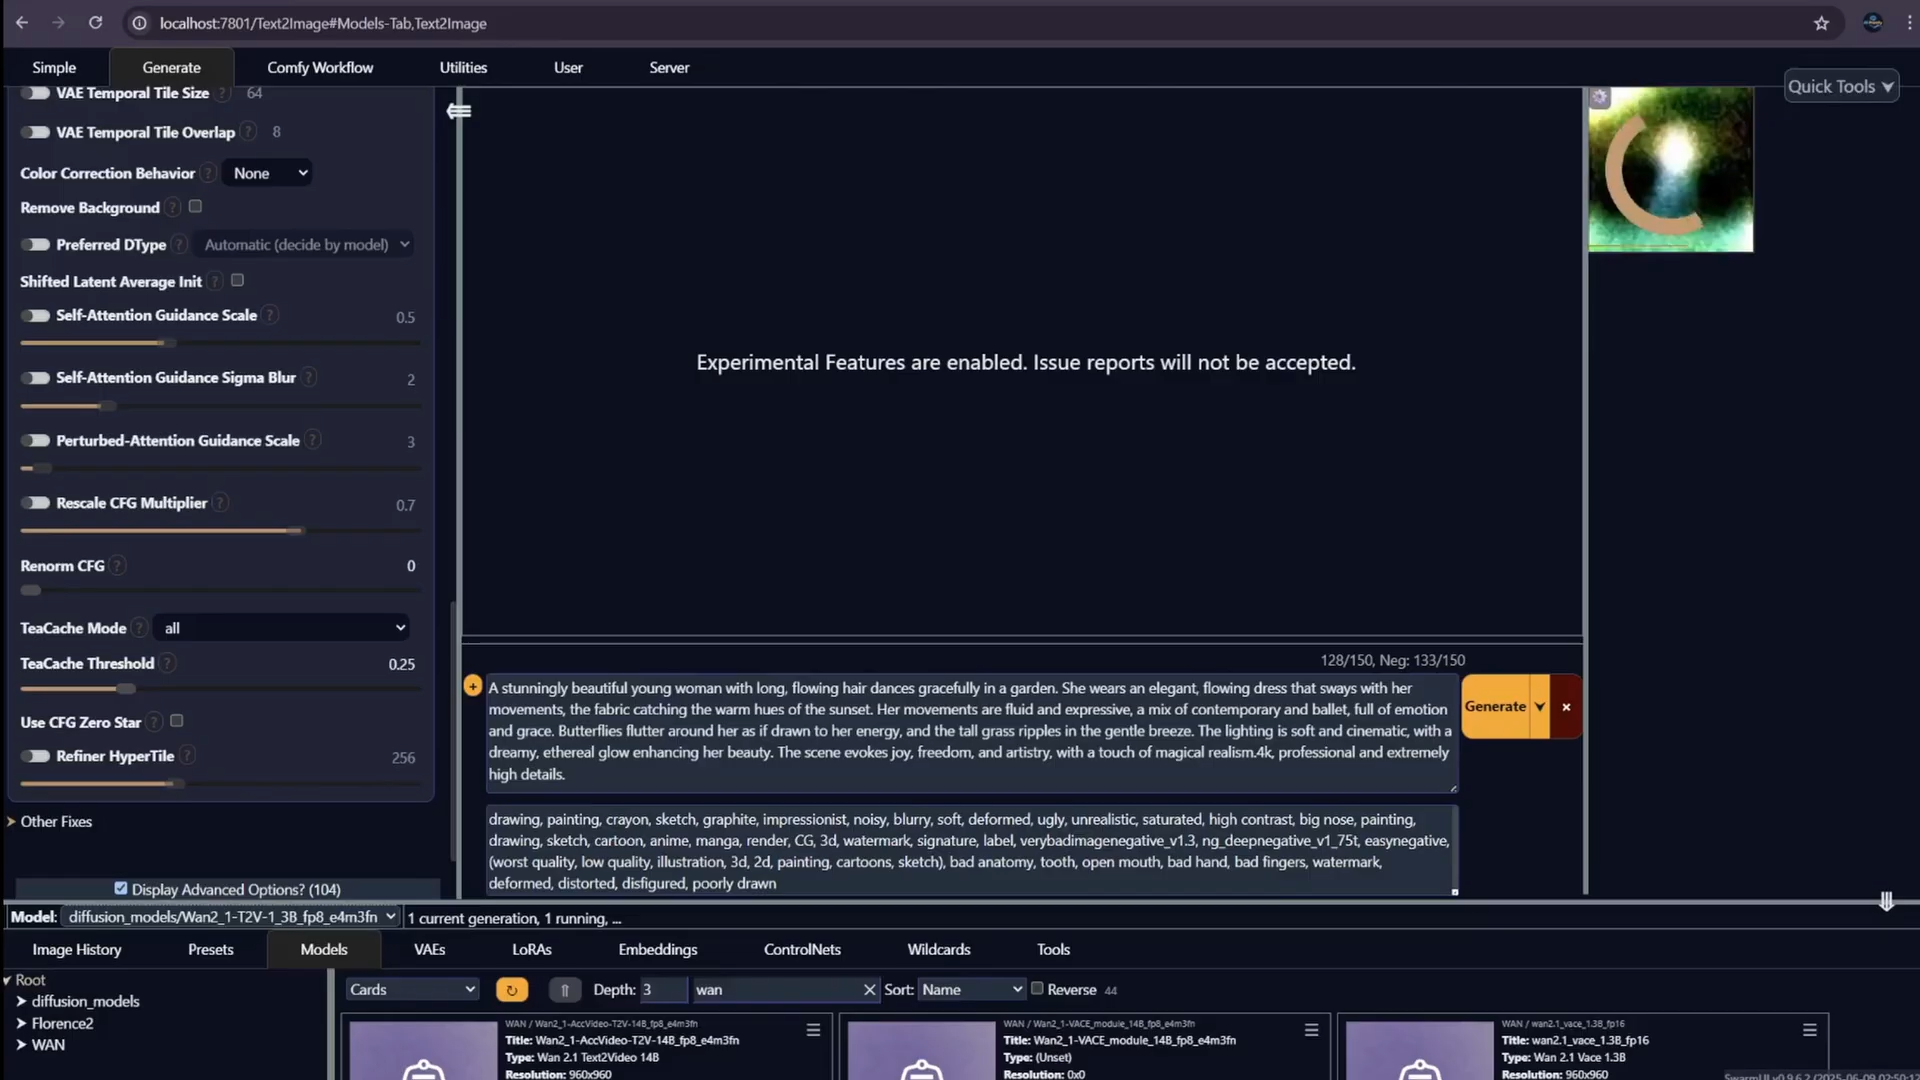 localhost:7801/Text2Image#Models-Tab,Text2Image
Simple
Generate
Comfy Workflow
Utilities
User
Server
Quick Tools
VAE Temporal Tile Size ? 64
VAE Temporal Tile Overlap ? 8
Color Correction Behavior ? None
Remove Background ?
Preferred DType ? Automatic (decide by model)
Shifted Latent Average Init ?
Self-Attention Guidance Scale ? 0.5
Self-Attention Guidance Sigma Blur ? 2
Perturbed-Attention Guidance Scale ? 3
Rescale CFG Multiplier ? 0.7
Renorm CFG ? 0
TeaCache Mode ? all
TeaCache Threshold ? 0.25
Use CFG Zero Star ?
Refiner HyperTile ? 256
Other Fixes
Display Advanced Options? (104)
Experimental Features are enabled. Issue reports will not be accepted.
128/150, Neg: 133/150
A stunningly beautiful young woman with long, flowing hair dances gracefully in a garden. She wears an elegant, flowing dress that sways with her
movements, the fabric catching the warm hues of the sunset. Her movements are fluid and expressive, a mix of contemporary and ballet, full of emotion
and grace. Butterflies flutter around her as if drawn to her energy, and the tall grass ripples in the gentle breeze. The lighting is soft and cinematic, with a
dreamy, ethereal glow enhancing her beauty. The scene evokes joy, freedom, and artistry, with a touch of magical realism.4k, professional and extremely
high details.
Generate
×
drawing, painting, crayon, sketch, graphite, impressionist, noisy, blurry, soft, deformed, ugly, unrealistic, saturated, high contrast, big nose, painting,
drawing, sketch, cartoon, anime, manga, render, CG, 3d, watermark, signature, label, verybadimagenegative_v1.3, ng_deepnegative_v1_75t, easynegative,
(worst quality, low quality, illustration, 3d, 2d, painting, cartoons, sketch), bad anatomy, tooth, open mouth, bad hand, bad fingers, watermark,
deformed, distorted, disfigured, poorly drawn
Model: diffusion_models/Wan2_1-T2V-1_3B_fp8_e4m3fn
1 current generation, 1 running, ...
Image History
Presets
Models
VAEs
LoRAs
Embeddings
ControlNets
Wildcards
Tools
Root
diffusion_models
Florence2
WAN
Cards
Depth: 3
wan
Sort: Name
Reverse 44
WAN / Wan2_1-AccVideo-T2V-14B_fp8_e4m3fn
Title: Wan2_1-AccVideo-T2V-14B_fp8_e4m3fn
Type: Wan 2.1 Text2Video 14B
Resolution: 960x960
WAN / Wan2_1-VACE_module_14B_fp8_e4m3fn
Title: Wan2_1-VACE_module_14B_fp8_e4m3fn
Type: (Unset)
Resolution: 0x0
WAN / wan2.1_vace_1.3B_fp16
Title: wan2.1_vace_1.3B_fp16
Type: Wan 2.1 Vace 1.3B
Resolution: 960x960